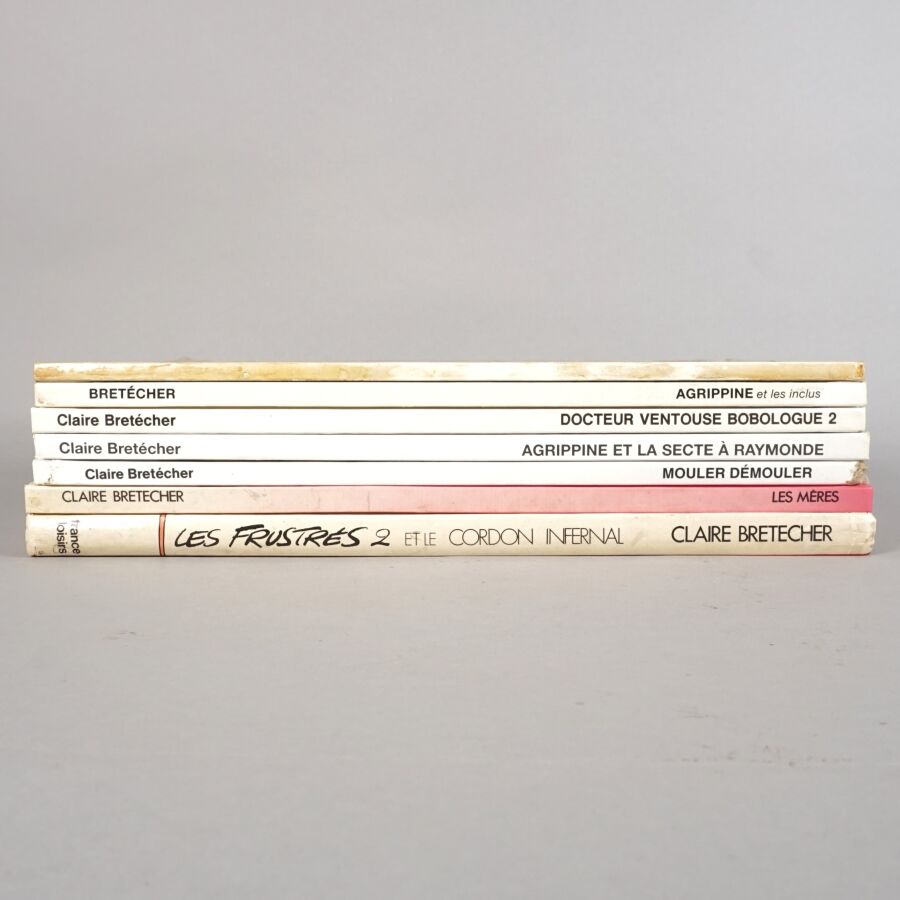 BRETÉCHER AGRIPPINE et les inclus
Claire Bretécher DOCTEUR VENTOUSE BOBOLOGUE 2
Claire Bretécher AGRIPPINE ET LA SECTE À RAYMONDE
Claire Bretécher MOULER DÉMOULER
CLAIRE BRETECHER LES MÈRES
france
loisirs
LES FRUSTRÉS 2 ET LE CORDON INFERNAL CLAIRE BRETECHER